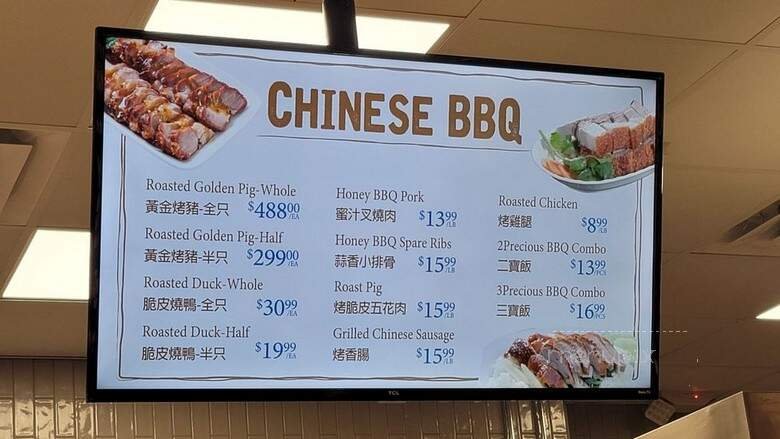 CHINESE BBQ
Roasted Golden Pig-Whole
黃金烤豬-全只 $488.00/EA
Roasted Golden Pig-Half
黃金烤豬-半只 $299.00/EA
Roasted Duck-Whole
脆皮燒鴨-全只 $30.99/EA
Roasted Duck-Half
脆皮燒鴨-半只 $19.99/EA
Honey BBQ Pork
蜜汁叉燒肉 $13.99/LB
Honey BBQ Spare Ribs
蒜香小排骨 $15.99/LB
Roast Pig
烤脆皮五花肉 $15.99/LB
Grilled Chinese Sausage
烤香腸 $15.99/LB
Roasted Chicken
烤雞腿 $8.99/LB
2Precious BBQ Combo
二寶飯 $13.99/PCS
3Precious BBQ Combo
三寶飯 $16.99/PCS
TCL
Roku TV